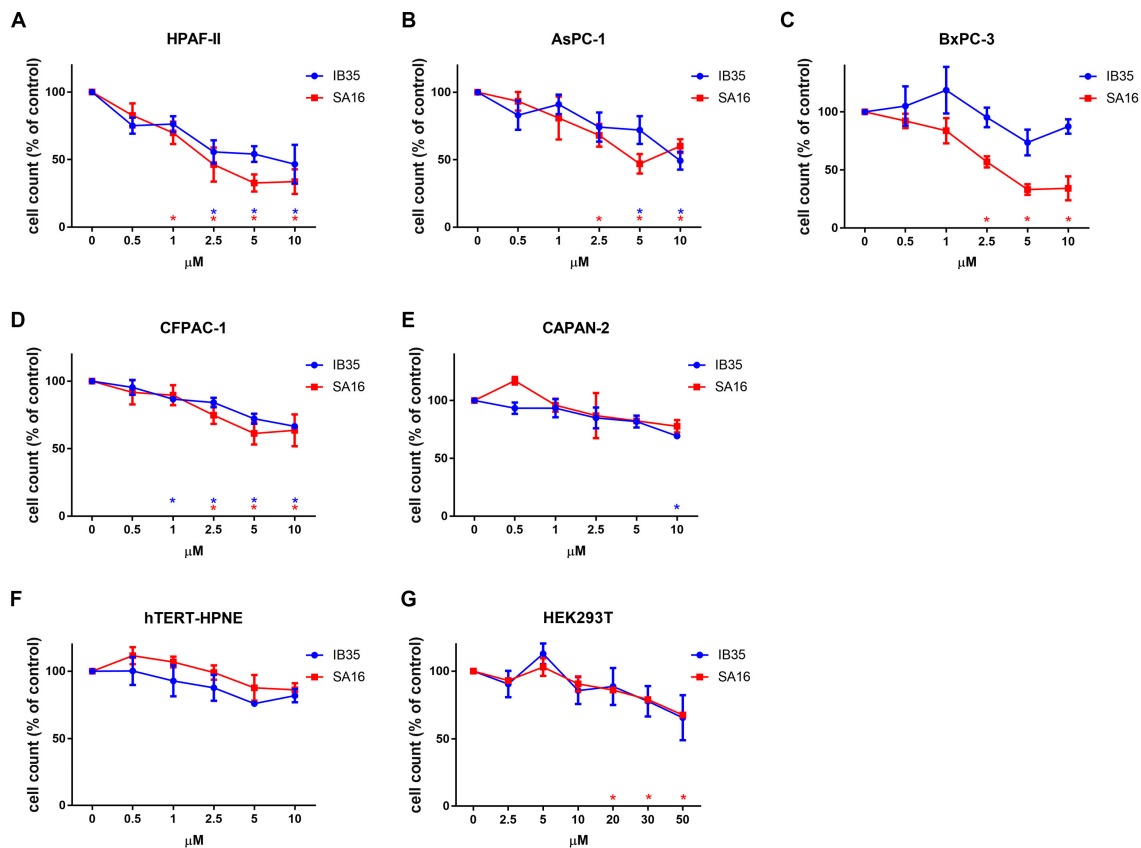 A
HPAF-II
cell count (% of control)
100
50
0
0 0.5 1 2.5 5 10
* * * *
* * *
μM
IB35
SA16
B
AsPC-1
cell count (% of control)
100
50
0
0 0.5 1 2.5 5 10
* *
* * *
μM
IB35
SA16
C
BxPC-3
cell count (% of control)
100
50
0
0 0.5 1 2.5 5 10
* * *
μM
IB35
SA16
D
CFPAC-1
cell count (% of control)
100
50
0
0 0.5 1 2.5 5 10
* * * *
* * *
μM
IB35
SA16
E
CAPAN-2
cell count (% of control)
100
50
0
0 0.5 1 2.5 5 10
*
μM
IB35
SA16
F
hTERT-HPNE
cell count (% of control)
100
50
0
0 0.5 1 2.5 5 10
μM
IB35
SA16
G
HEK293T
cell count (% of control)
100
50
0
0 2.5 5 10 20 30 50
* * *
μM
IB35
SA16